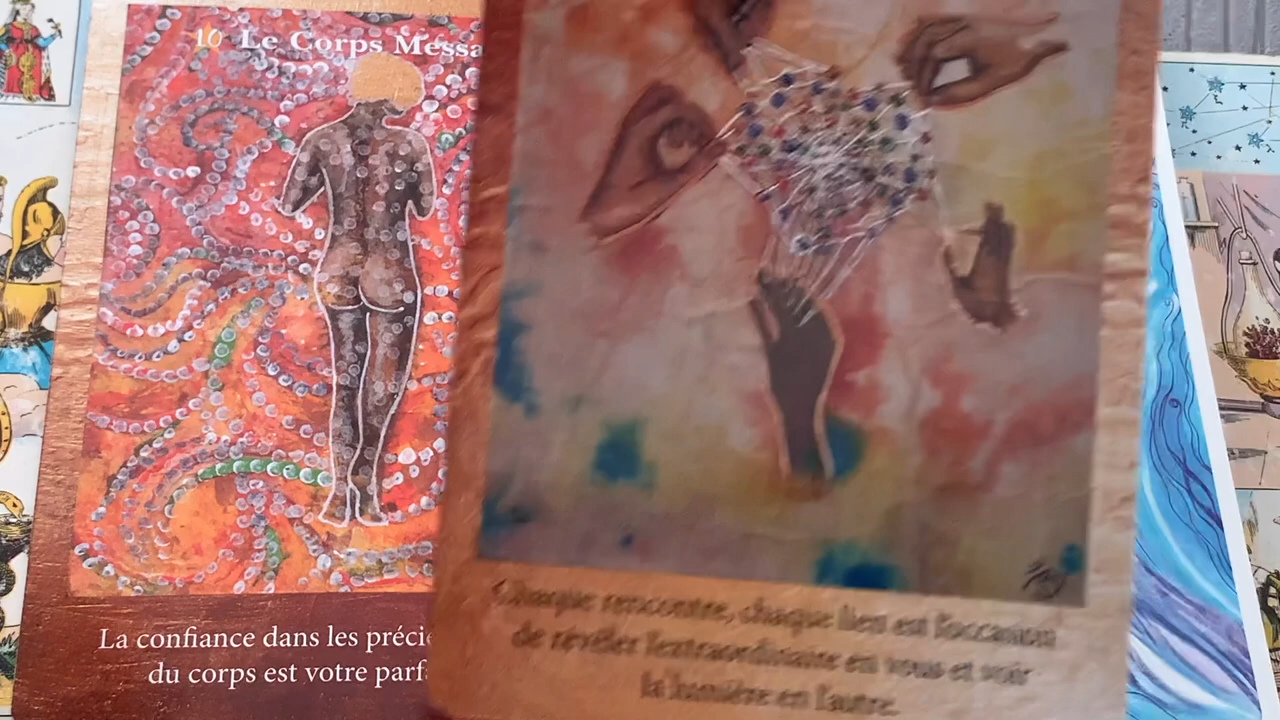 10 Le Corps Messa
La confiance dans les précie
du corps est votre parfa
Chaque rencontre, chaque lien est l'occasion
de révéler l'extraordinaire en vous et voir
la lumière en l'autre.